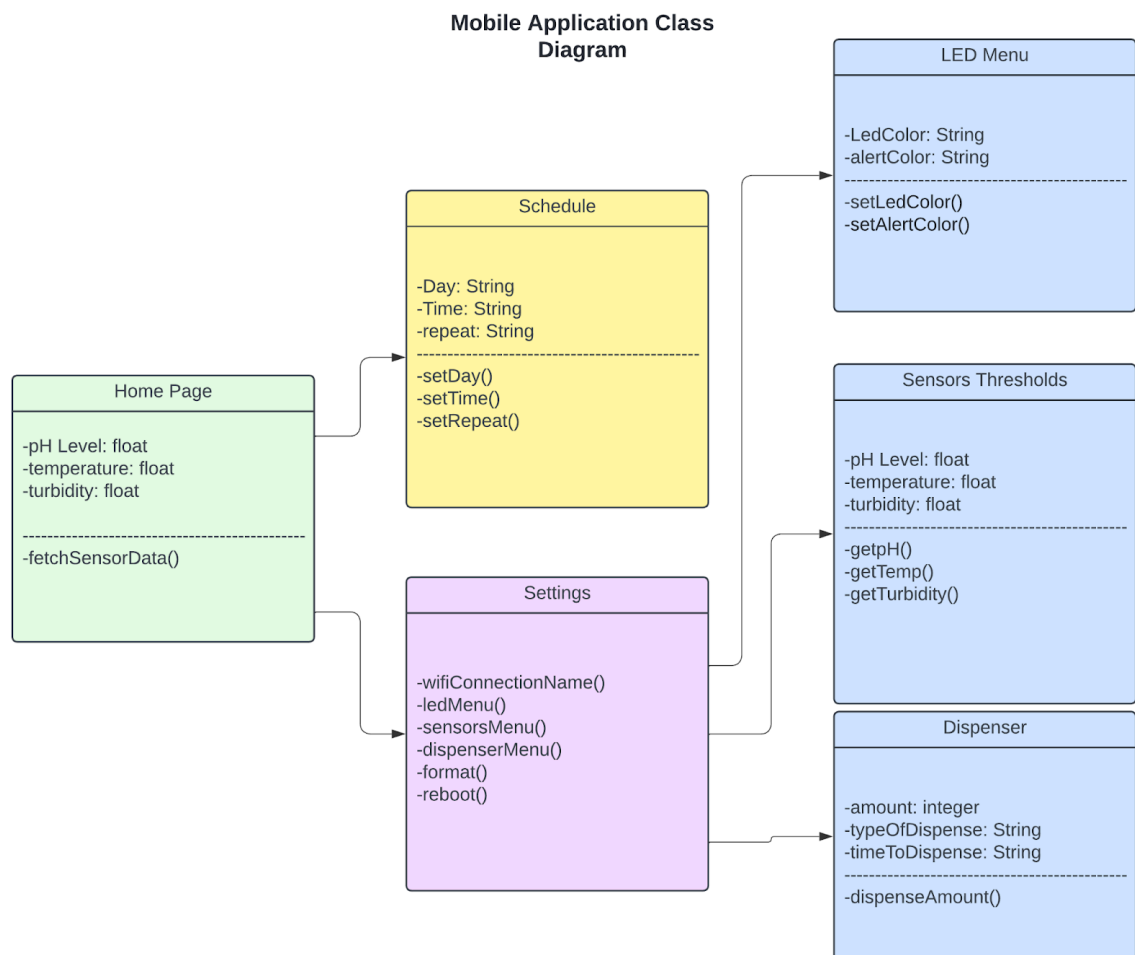 Mobile Application Class
Diagram
Home Page
-pH Level: float
-temperature: float
-turbidity: float
-fetchSensorData()
Schedule
-Day: String
-Time: String
-repeat: String
-setDay()
-setTime()
-setRepeat()
Settings
-wifiConnectionName()
-ledMenu()
-sensorsMenu()
-dispenserMenu()
-format()
-reboot()
LED Menu
-LedColor: String
-alertColor: String
-setLedColor()
-setAlertColor()
Sensors Thresholds
-pH Level: float
-temperature: float
-turbidity: float
-getpH()
-getTemp()
-getTurbidity()
Dispenser
-amount: integer
-typeOfDispense: String
-timeToDispense: String
-dispenseAmount()